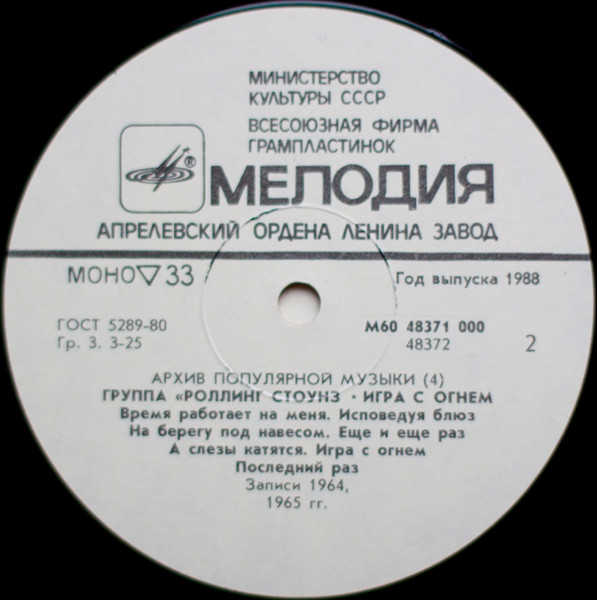 МИНИСТЕРСТВО
КУЛЬТУРЫ СССР
ВСЕСОЮЗНАЯ ФИРМА
ГРАМПЛАСТИНОК
®
МЕЛОДИЯ
АПРЕЛЕВСКИЙ ОРДЕНА ЛЕНИНА ЗАВОД
МОНО ▽ 33
Год выпуска 1988
ГОСТ 5289-80
Гр. 3. 3-25
М60 48371 000
48372
2
АРХИВ ПОПУЛЯРНОЙ МУЗЫКИ (4)
ГРУППА «РОЛЛИНГ СТОУНЗ · ИГРА С ОГНЕМ
Время работает на меня. Исповедуя блюз
На берегу под навесом. Еще и еще раз
А слезы катятся. Игра с огнем
Последний раз
Записи 1964,
1965 гг.